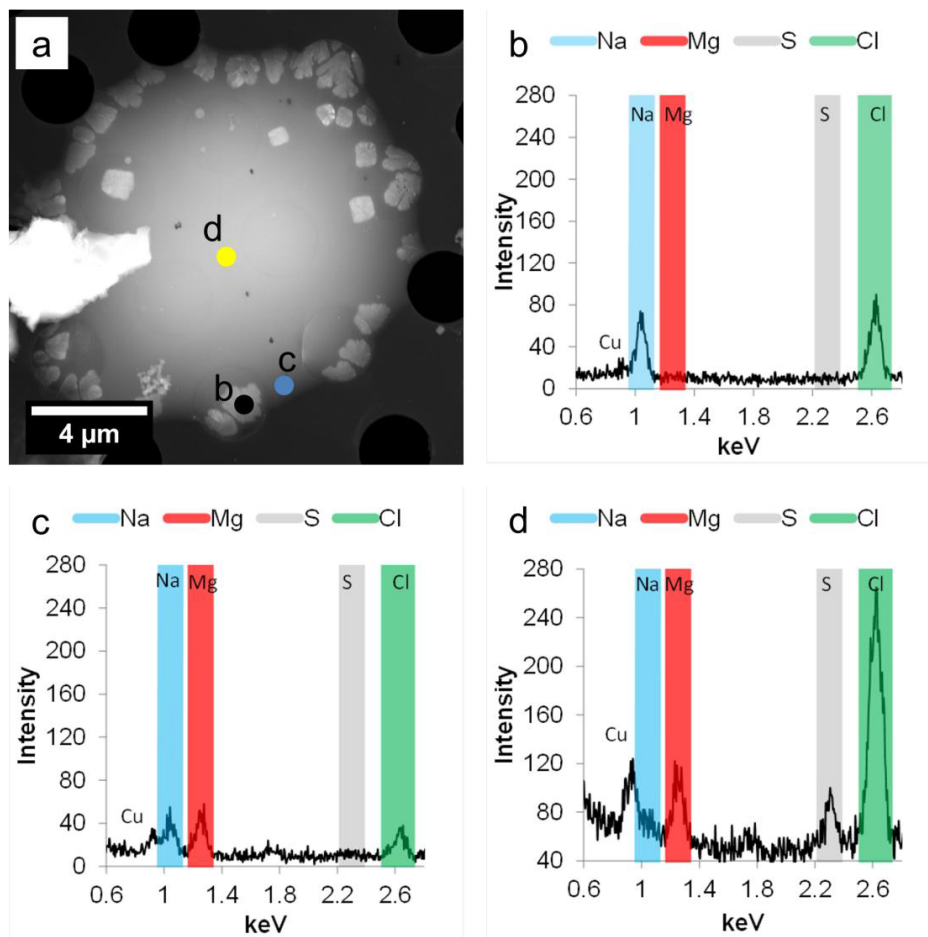 a
d
c
b
4 µm
b
Na Mg S Cl
280
240
200
160
120
80
40
0
Intensity
Na Mg S Cl
Cu
0.6 1 1.4 1.8 2.2 2.6
keV
c
Na Mg S Cl
280
240
200
160
120
80
40
0
Intensity
Na Mg S Cl
Cu
0.6 1 1.4 1.8 2.2 2.6
keV
d
Na Mg S Cl
280
240
200
160
120
80
40
Intensity
Na Mg S Cl
Cu
0.6 1 1.4 1.8 2.2 2.6
keV